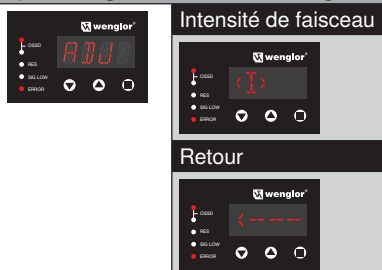 wenglor®
OSSD
RES
SIG LOW
ERROR
ADJ
Intensité de faisceau
wenglor®
OSSD
RES
SIG LOW
ERROR
<I>
Retour
wenglor®
OSSD
RES
SIG LOW
ERROR
<-----